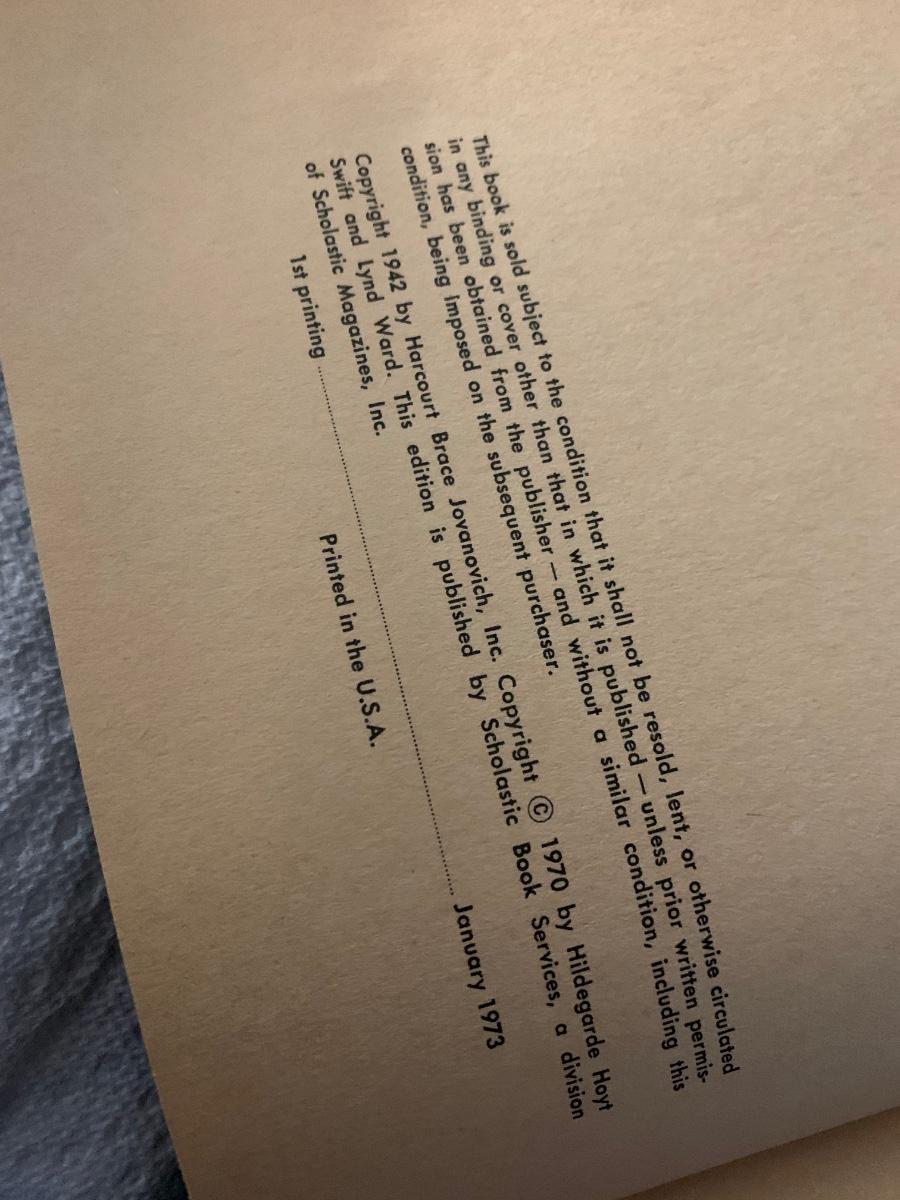 This book is sold subject to the condition that it shall not be resold, lent, or otherwise circulated
in any binding or cover other than that in which it is published — unless prior written permis-
sion has been obtained from the publisher — and without a similar condition, including this
condition, being imposed on the subsequent purchaser.
Copyright 1942 by Harcourt Brace Jovanovich, Inc. Copyright © 1970 by Hildegarde Hoyt
Swift and Lynd Ward. This edition is published by Scholastic Book Services, a division
of Scholastic Magazines, Inc.
1st printing .......... January 1973
Printed in the U.S.A.